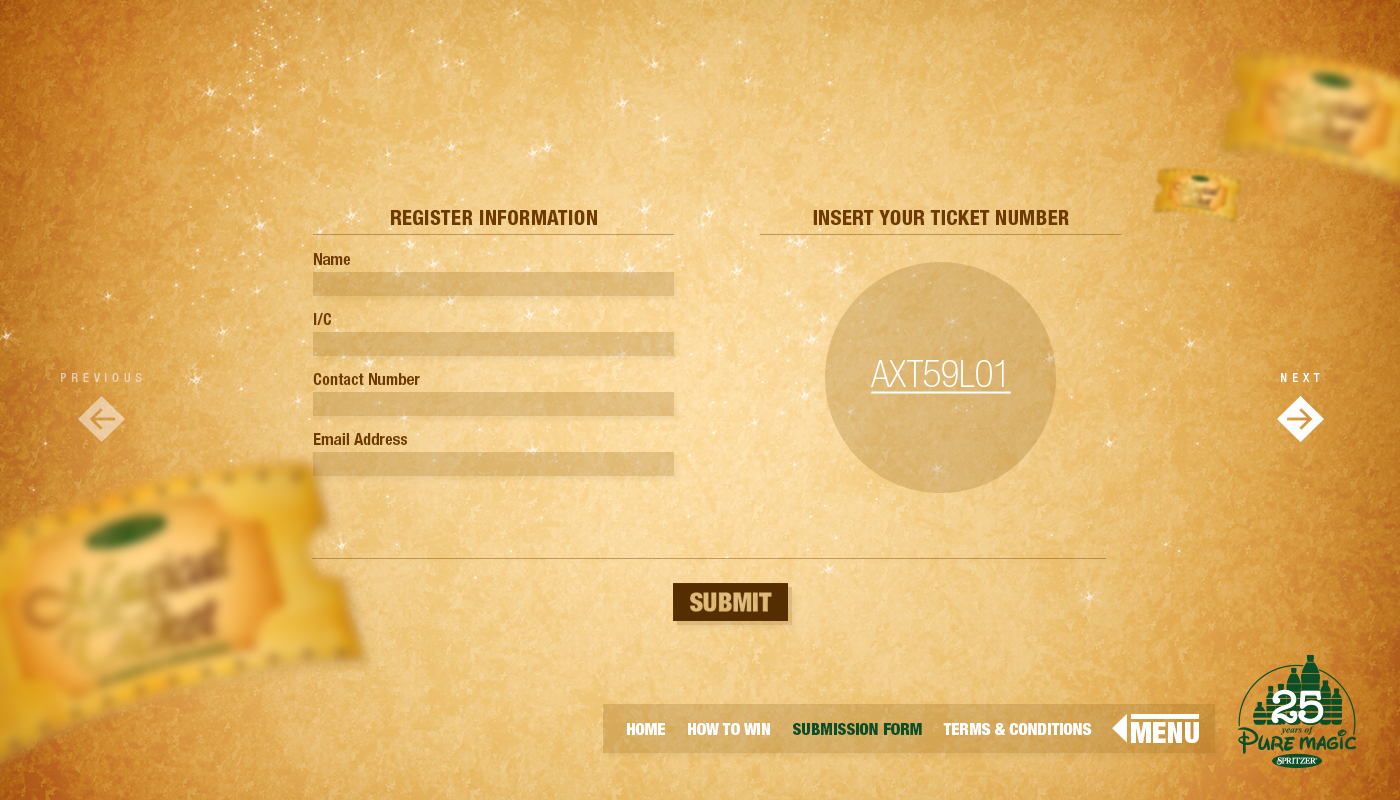 REGISTER INFORMATION
Name
I/C
Contact Number
Email Address
INSERT YOUR TICKET NUMBER
AXT59L01
PREVIOUS
NEXT
SUBMIT
HOME HOW TO WIN SUBMISSION FORM TERMS & CONDITIONS MENU
25
years of
PURE MAGIC
SPRITZER